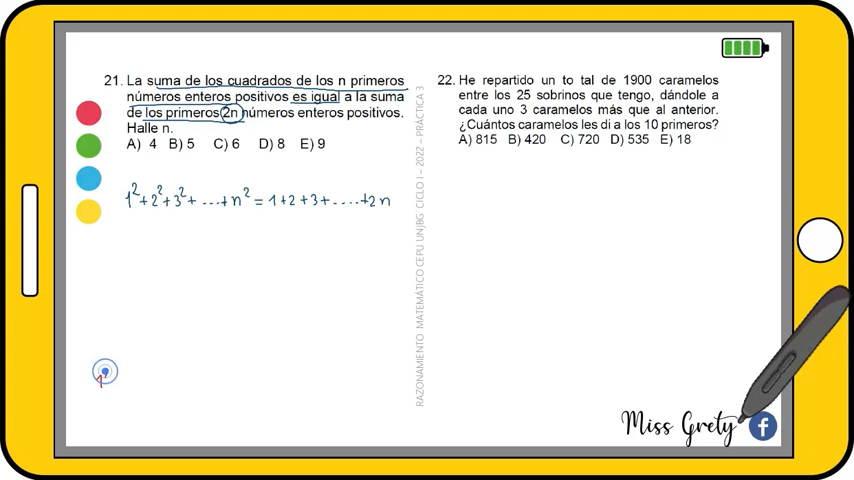 21. La suma de los cuadrados de los n primeros
números enteros positivos es igual a la suma
de los primeros 2n números enteros positivos.
Halle n.
A) 4 B) 5 C) 6 D) 8 E) 9
1² + 2² + 3² + ....+ n² = 1 + 2 + 3 + ..... + 2n
RAZONAMIENTO MATEMÁTICO CEPU UNJBG CICLO I - 2022 – PRÁCTICA 3
22. He repartido un to tal de 1900 caramelos
entre los 25 sobrinos que tengo, dándole a
cada uno 3 caramelos más que al anterior.
¿Cuántos caramelos les di a los 10 primeros?
A) 815 B) 420 C) 720 D) 535 E) 18
Miss Grety
f